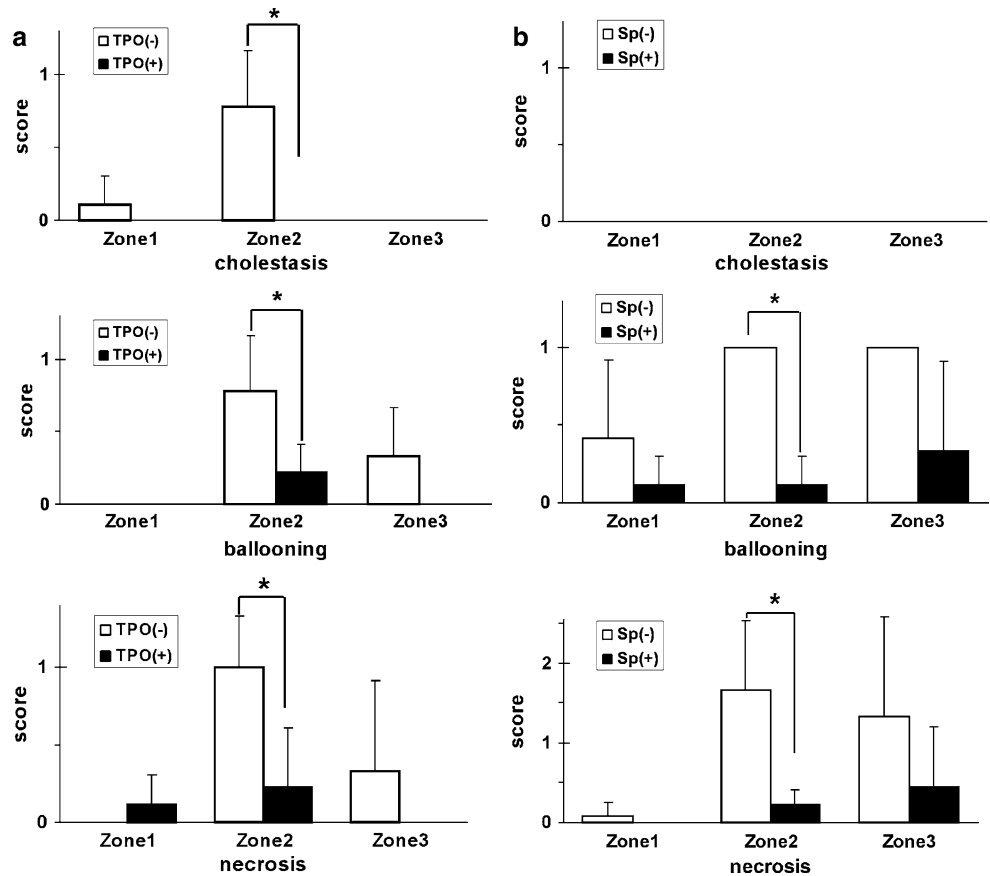 a
TPO(-)
TPO(+)
*
score
1
0
Zone1 Zone2 Zone3
cholestasis
TPO(-)
TPO(+)
*
score
1
0
Zone1 Zone2 Zone3
ballooning
TPO(-)
TPO(+)
*
score
1
0
Zone1 Zone2 Zone3
necrosis
b
Sp(-)
Sp(+)
score
1
0
Zone1 Zone2 Zone3
cholestasis
Sp(-)
Sp(+)
*
score
1
0
Zone1 Zone2 Zone3
ballooning
Sp(-)
Sp(+)
*
score
2
1
0
Zone1 Zone2 Zone3
necrosis